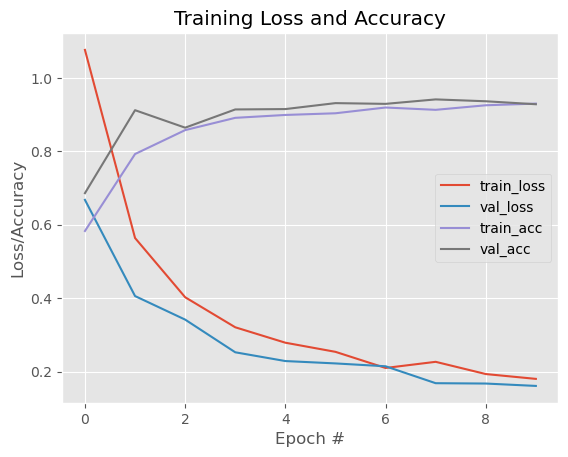 Training Loss and Accuracy
1.0
0.8
0.6
0.4
0.2
Loss/Accuracy
train_loss
val_loss
train_acc
val_acc
0 2 4 6 8
Epoch #